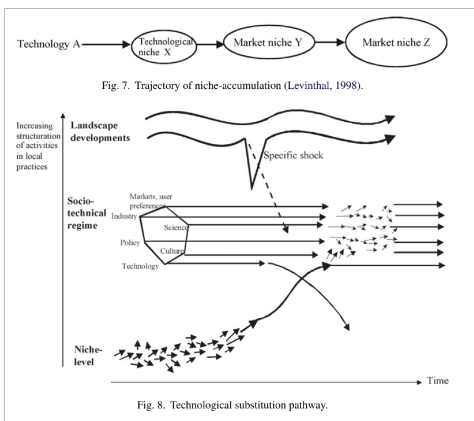 Technology A
Technological
niche X
Market niche Y
Market niche Z
Fig. 7. Trajectory of niche-accumulation (Levinthal, 1998).
Increasing
structuration
of activities
in local
practices
Landscape
developments
Specific shock
Socio-
technical
regime
Markets, user
preferences
Industry
Science
Policy
Culture
Technology
Niche-
level
Time
Fig. 8. Technological substitution pathway.